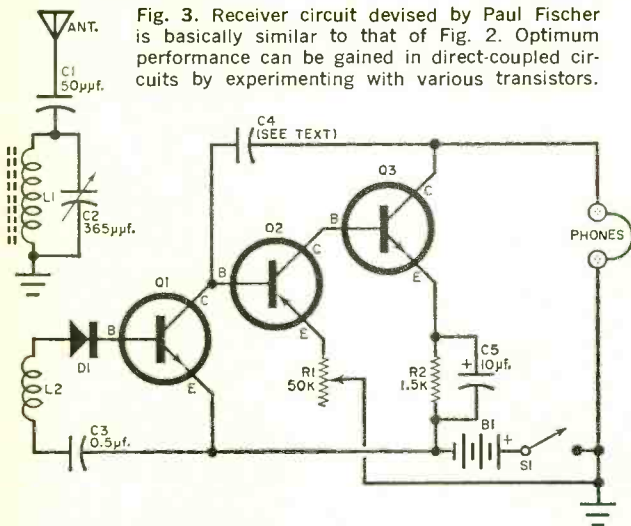 ANT.
Fig. 3. Receiver circuit devised by Paul Fischer
is basically similar to that of Fig. 2. Optimum
performance can be gained in direct-coupled cir-
cuits by experimenting with various transistors.
C1
50μμf.
C4
(SEE TEXT)
L1
C2
365μμf.
Q3
C
B
E
Q2
C
B
E
PHONES
Q1
C
B
E
D1
L2
R1
50K
R2
1.5K
+
C5
10μf.
C3
0.5μf.
B1
+
S1